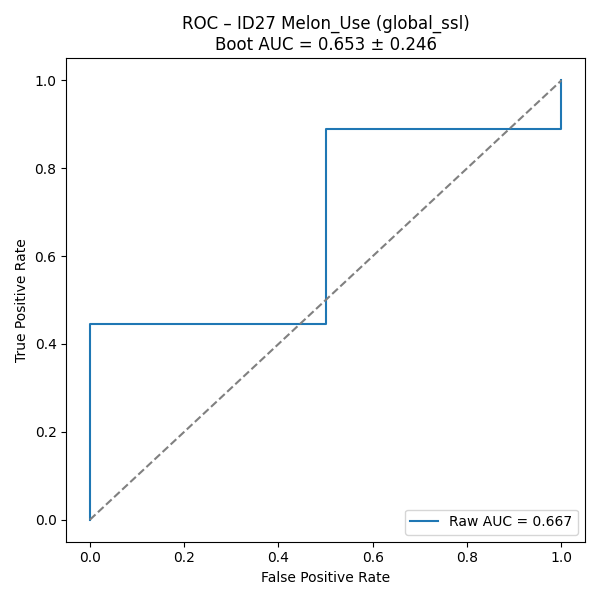 ROC – ID27 Melon_Use (global_ssl)
Boot AUC = 0.653 ± 0.246
True Positive Rate
1.0
0.8
0.6
0.4
0.2
0.0
Raw AUC = 0.667
0.0 0.2 0.4 0.6 0.8 1.0
False Positive Rate